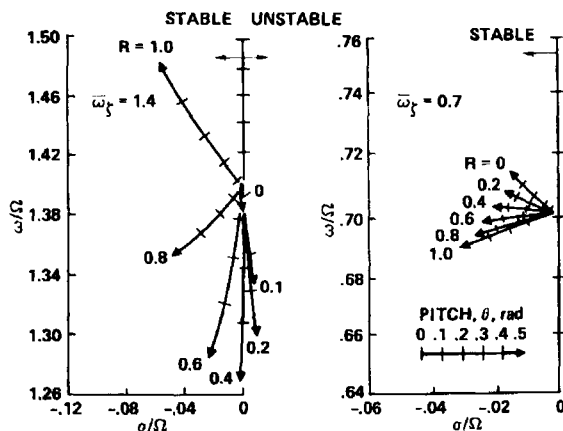 STABLE UNSTABLE
1.50
R = 1.0
ω̄ζ = 1.4
1.46
1.42
ω/Ω
1.38
1.34
1.30
1.26
0
0.8
0.1
0.2
0.6
0.4
-.12 -.08 -.04 0
σ/Ω
STABLE
.76
ω̄ζ = 0.7
.74
.72
R = 0
0.2
0.4
0.6
0.8
1.0
ω/Ω
.70
.68
PITCH, θ, rad
0 .1 .2 .3 .4 .5
.66
.64
-.06 -.04 -.02 0
σ/Ω